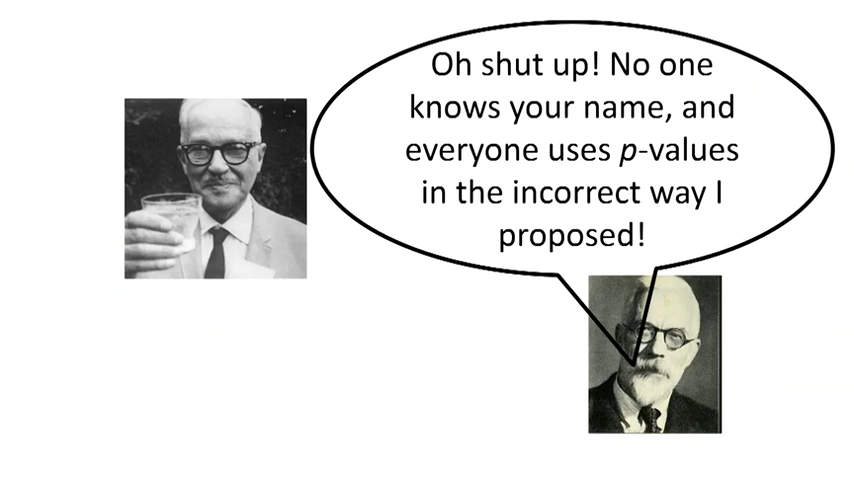 Oh shut up! No one
knows your name, and
everyone uses p-values
in the incorrect way I
proposed!